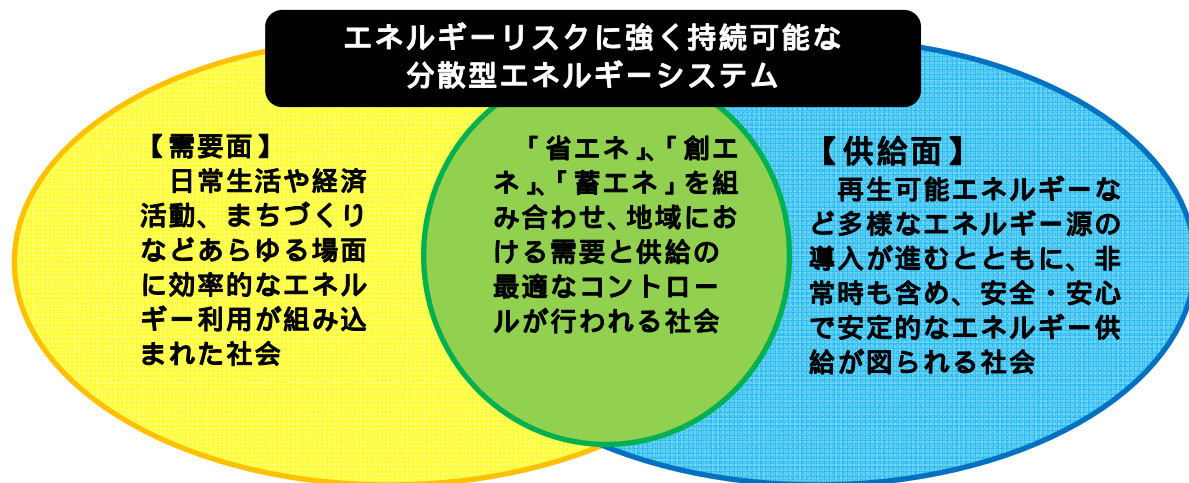 エネルギーリスクに強く持続可能な
分散型エネルギーシステム
【需要面】
日常生活や経済
活動、まちづくり
などあらゆる場面
に効率的なエネル
ギー利用が組み込
まれた社会
「省エネ」、「創エ
ネ」、「蓄エネ」を組
み合わせ、地域にお
ける需要と供給の
最適なコントロー
ルが行われる社会
【供給面】
再生可能エネルギーな
ど多様なエネルギー源の
導入が進むとともに、非
常時も含め、安全・安心
で安定的なエネルギー供
給が図られる社会